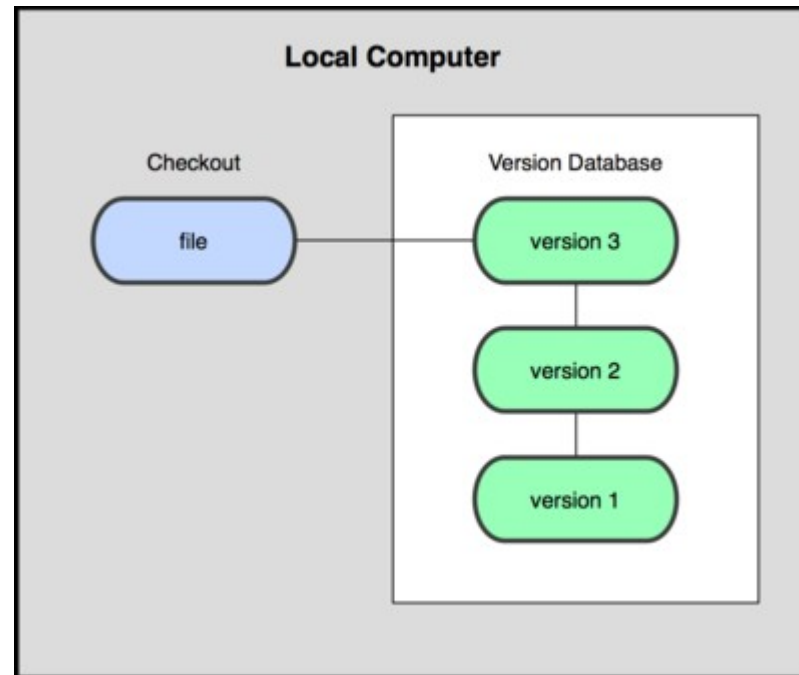 Local Computer
Checkout
Version Database
file
version 3
version 2
version 1